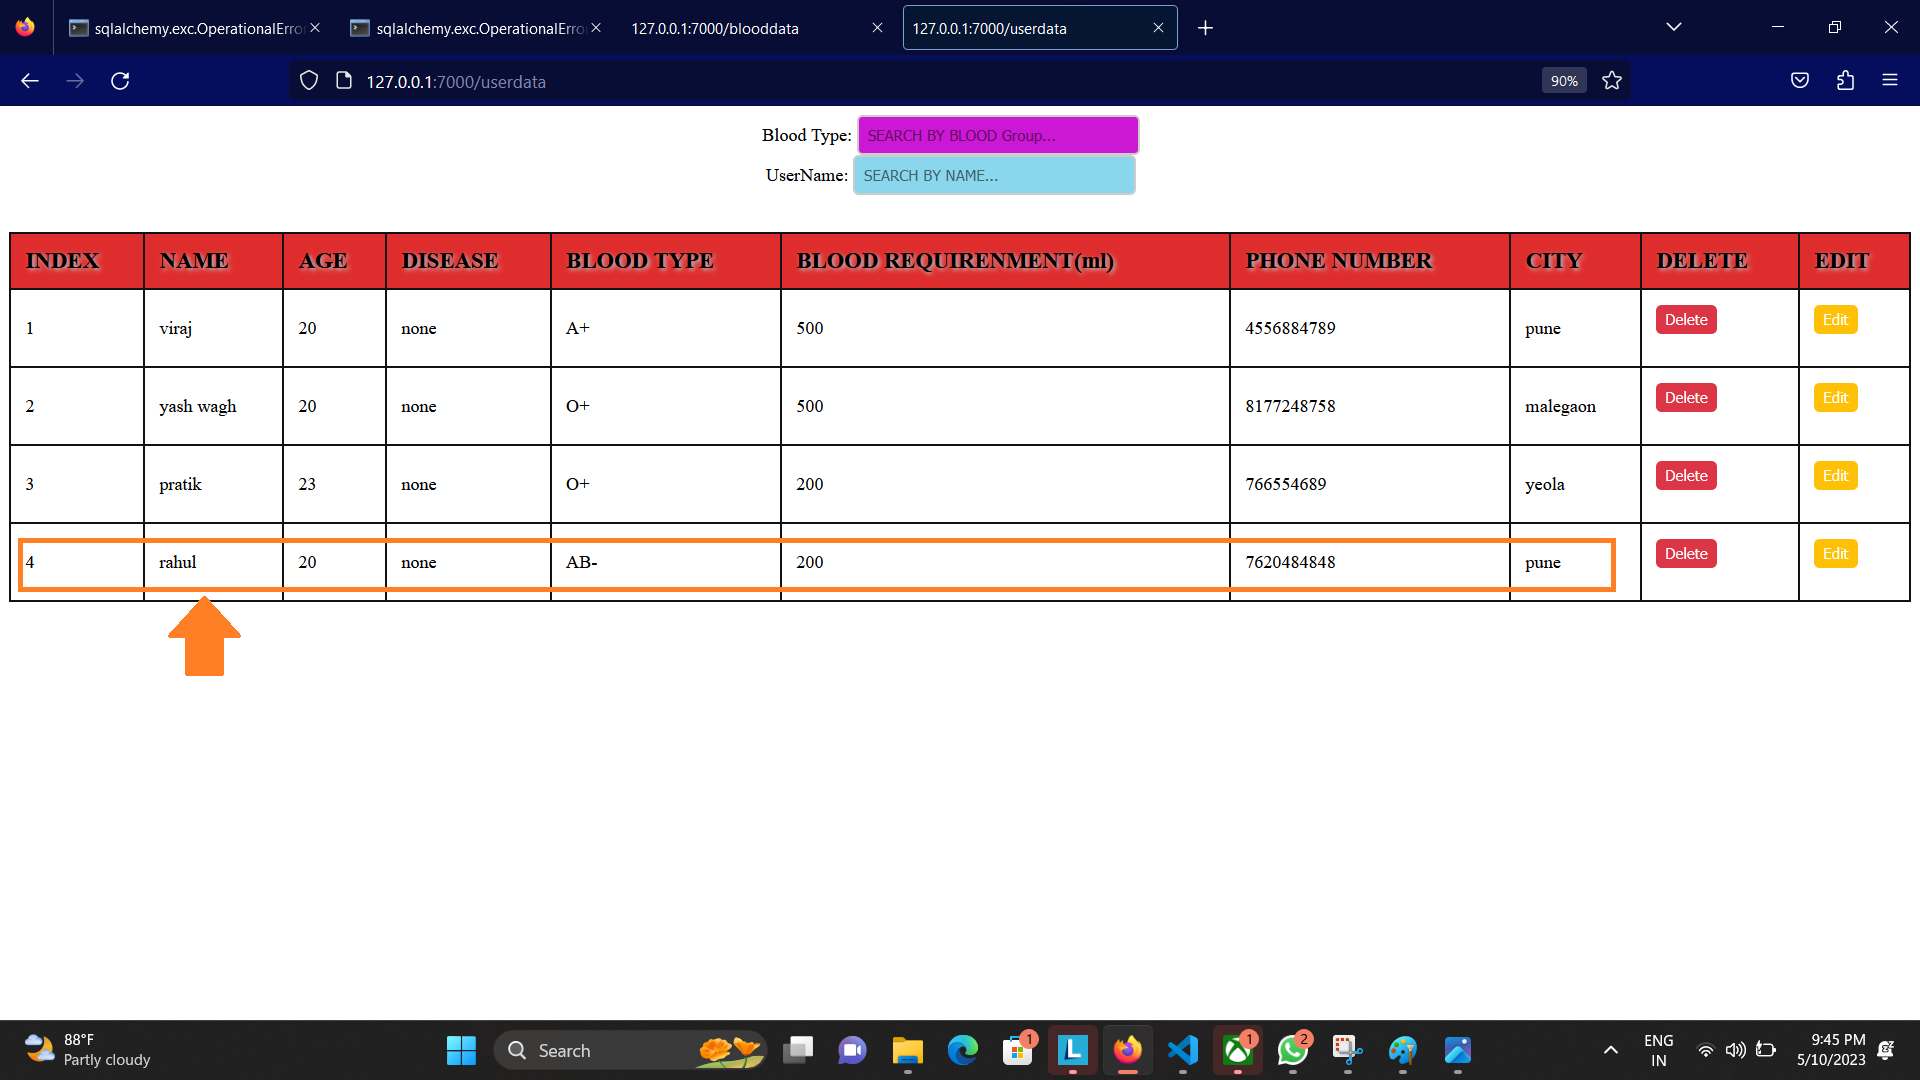 sqlalchemy.exc.OperationalErro sqlalchemy.exc.OperationalErro 127.0.0.1:7000/blooddata 127.0.0.1:7000/userdata
127.0.0.1:7000/userdata 90%
Blood Type: SEARCH BY BLOOD Group...
UserName: SEARCH BY NAME...
INDEX NAME AGE DISEASE BLOOD TYPE BLOOD REQUIRENMENT(ml) PHONE NUMBER CITY DELETE EDIT
1 viraj 20 none A+ 500 4556884789 pune Delete Edit
2 yash wagh 20 none O+ 500 8177248758 malegaon Delete Edit
3 pratik 23 none O+ 200 766554689 yeola Delete Edit
4 rahul 20 none AB- 200 7620484848 pune Delete Edit
88°F
Partly cloudy
Search
1
L
1
2
ENG
IN
9:45 PM
5/10/2023